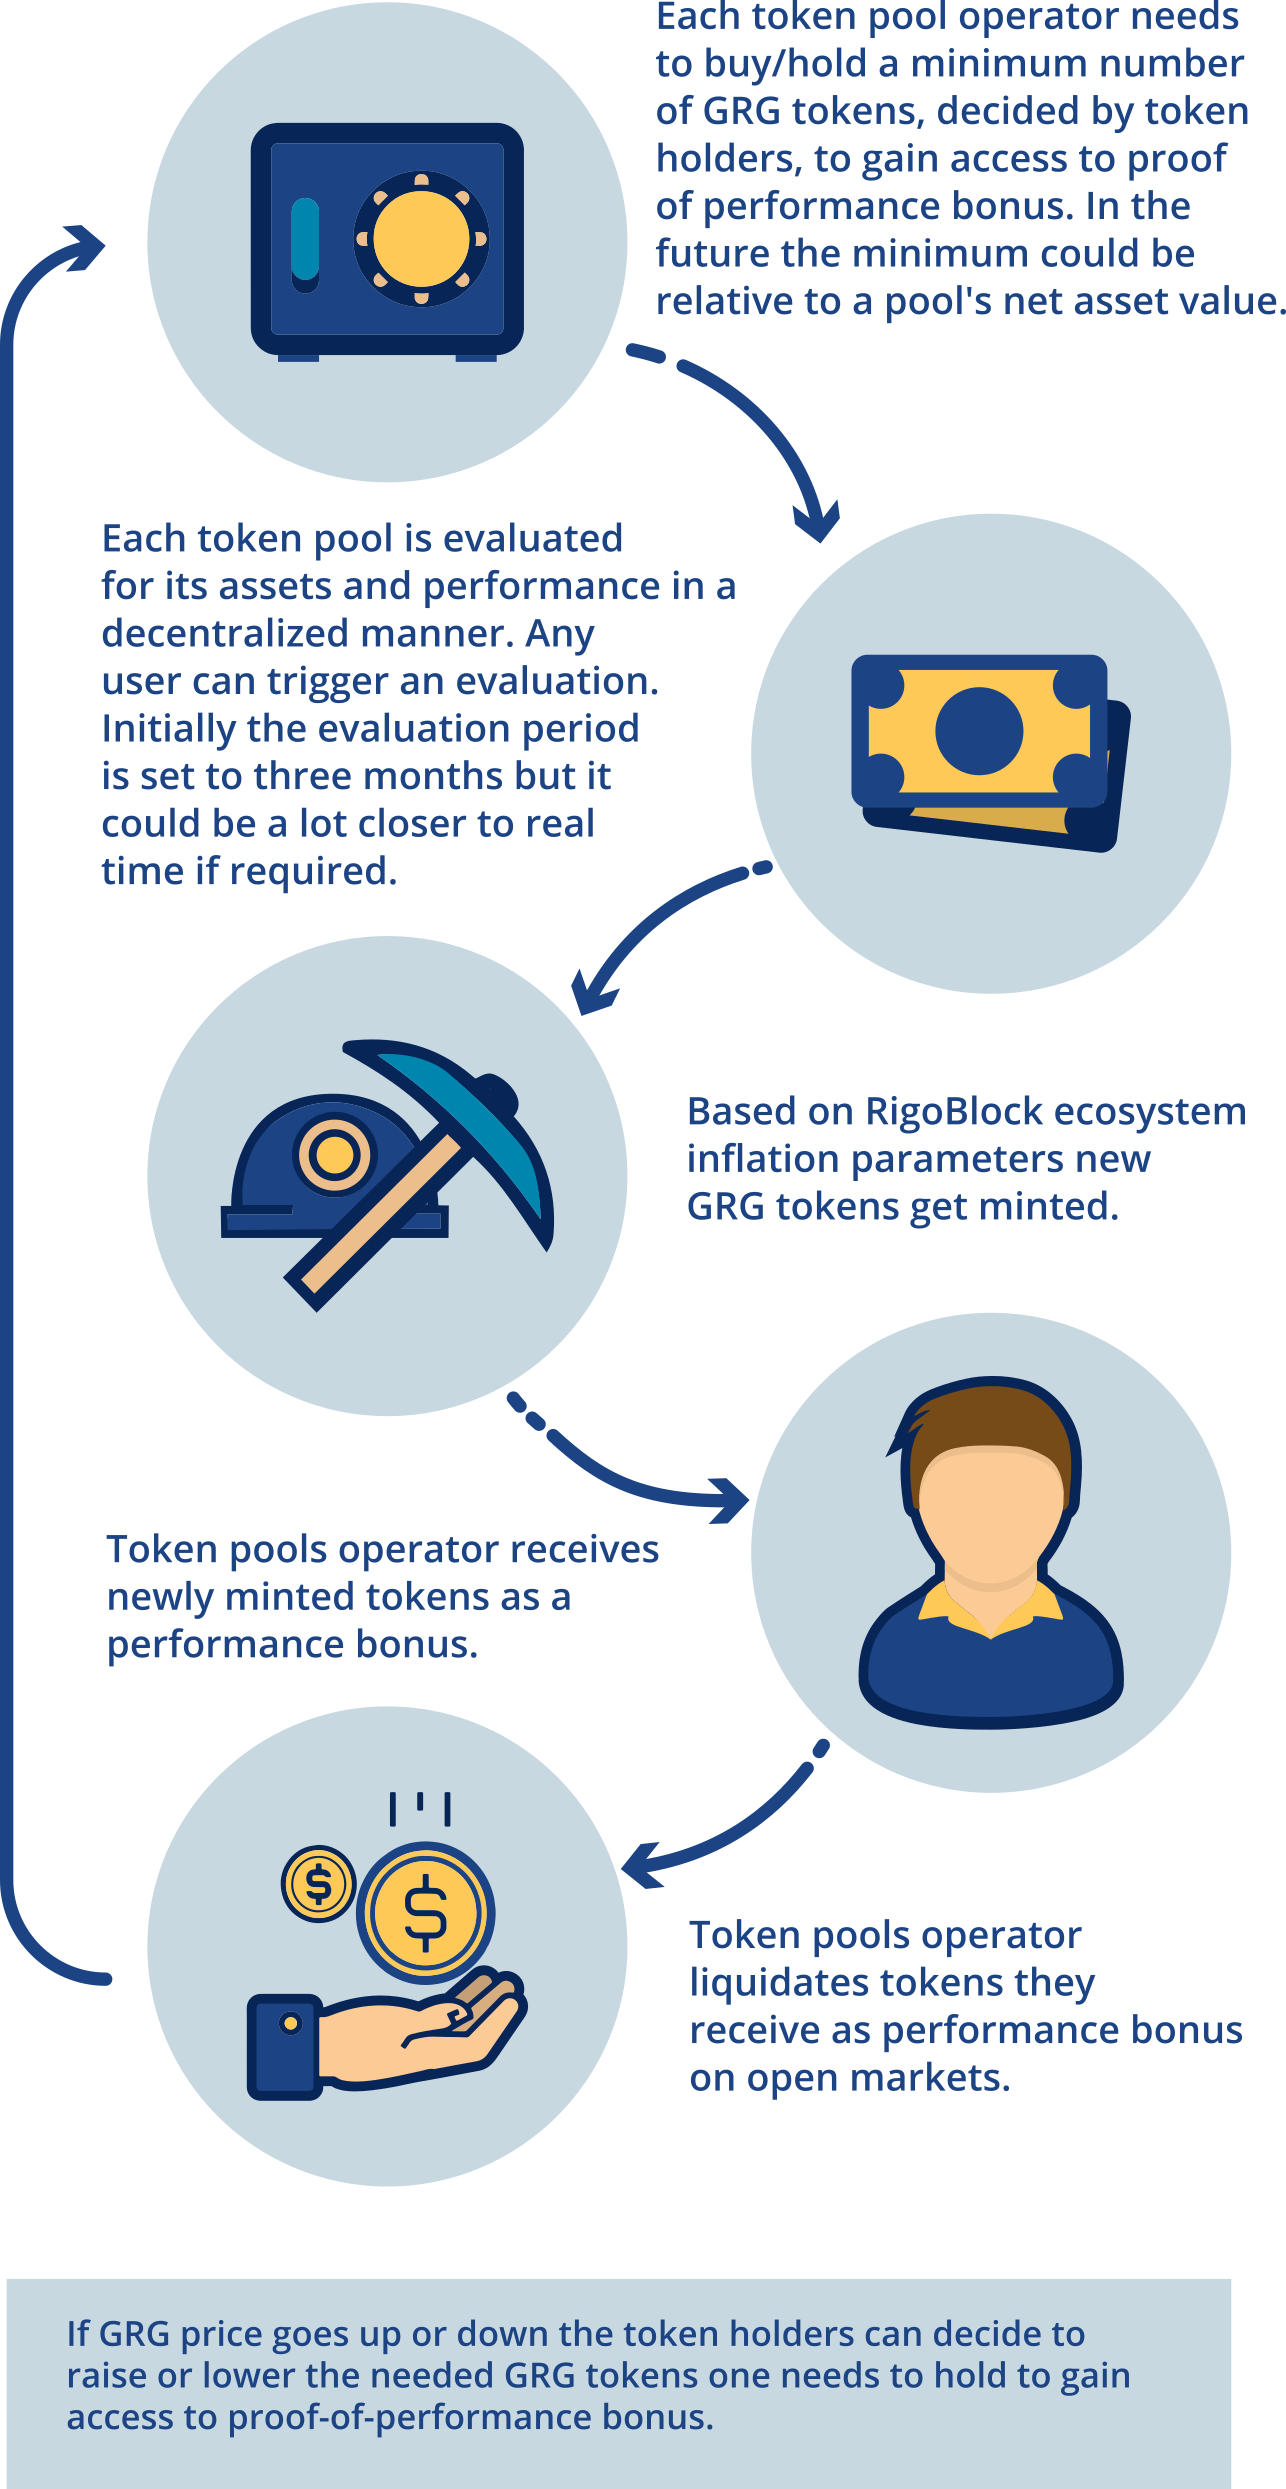 Each token pool operator needs
to buy/hold a minimum number
of GRG tokens, decided by token
holders, to gain access to proof
of performance bonus. In the
future the minimum could be
relative to a pool's net asset value.
Each token pool is evaluated
for its assets and performance in a
decentralized manner. Any
user can trigger an evaluation.
Initially the evaluation period
is set to three months but it
could be a lot closer to real
time if required.
Based on RigoBlock ecosystem
inflation parameters new
GRG tokens get minted.
Token pools operator receives
newly minted tokens as a
performance bonus.
$ $
Token pools operator
liquidates tokens they
receive as performance bonus
on open markets.
If GRG price goes up or down the token holders can decide to
raise or lower the needed GRG tokens one needs to hold to gain
access to proof-of-performance bonus.